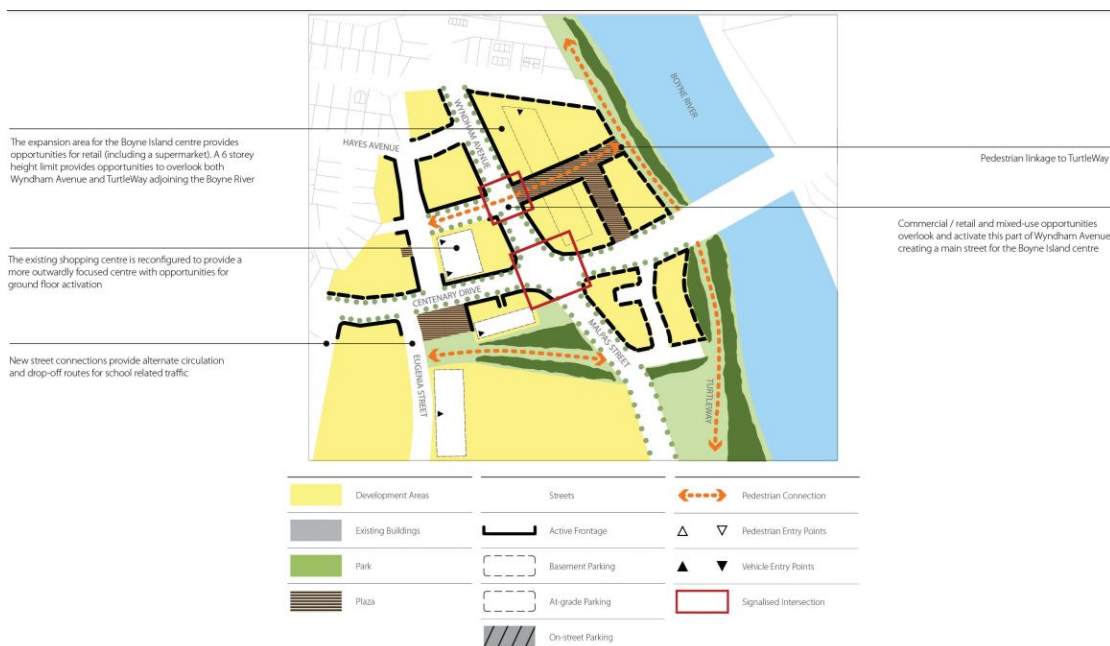 BOYNE RIVER
WYNDHAM AVENUE
HAYES AVENUE
The expansion area for the Boyne Island centre provides
opportunities for retail (including a supermarket). A 6 storey
height limit provides opportunities to overlook both
Wyndham Avenue and TurtleWay adjoining the Boyne River
Pedestrian linkage to TurtleWay
Commercial / retail and mixed-use opportunities
overlook and activate this part of Wyndham Avenue
creating a main street for the Boyne Island centre
The existing shopping centre is reconfigured to provide a
more outwardly focused centre with opportunities for
ground floor activation
CENTENARY DRIVE
MALPAS STREET
New street connections provide alternate circulation
and drop-off routes for school related traffic
EUGENIA STREET
TURTLEWAY
Development Areas
Streets
Pedestrian Connection
Existing Buildings
Active Frontage
Pedestrian Entry Points
Park
Basement Parking
Vehicle Entry Points
Plaza
At-grade Parking
Signalised Intersection
On-street Parking